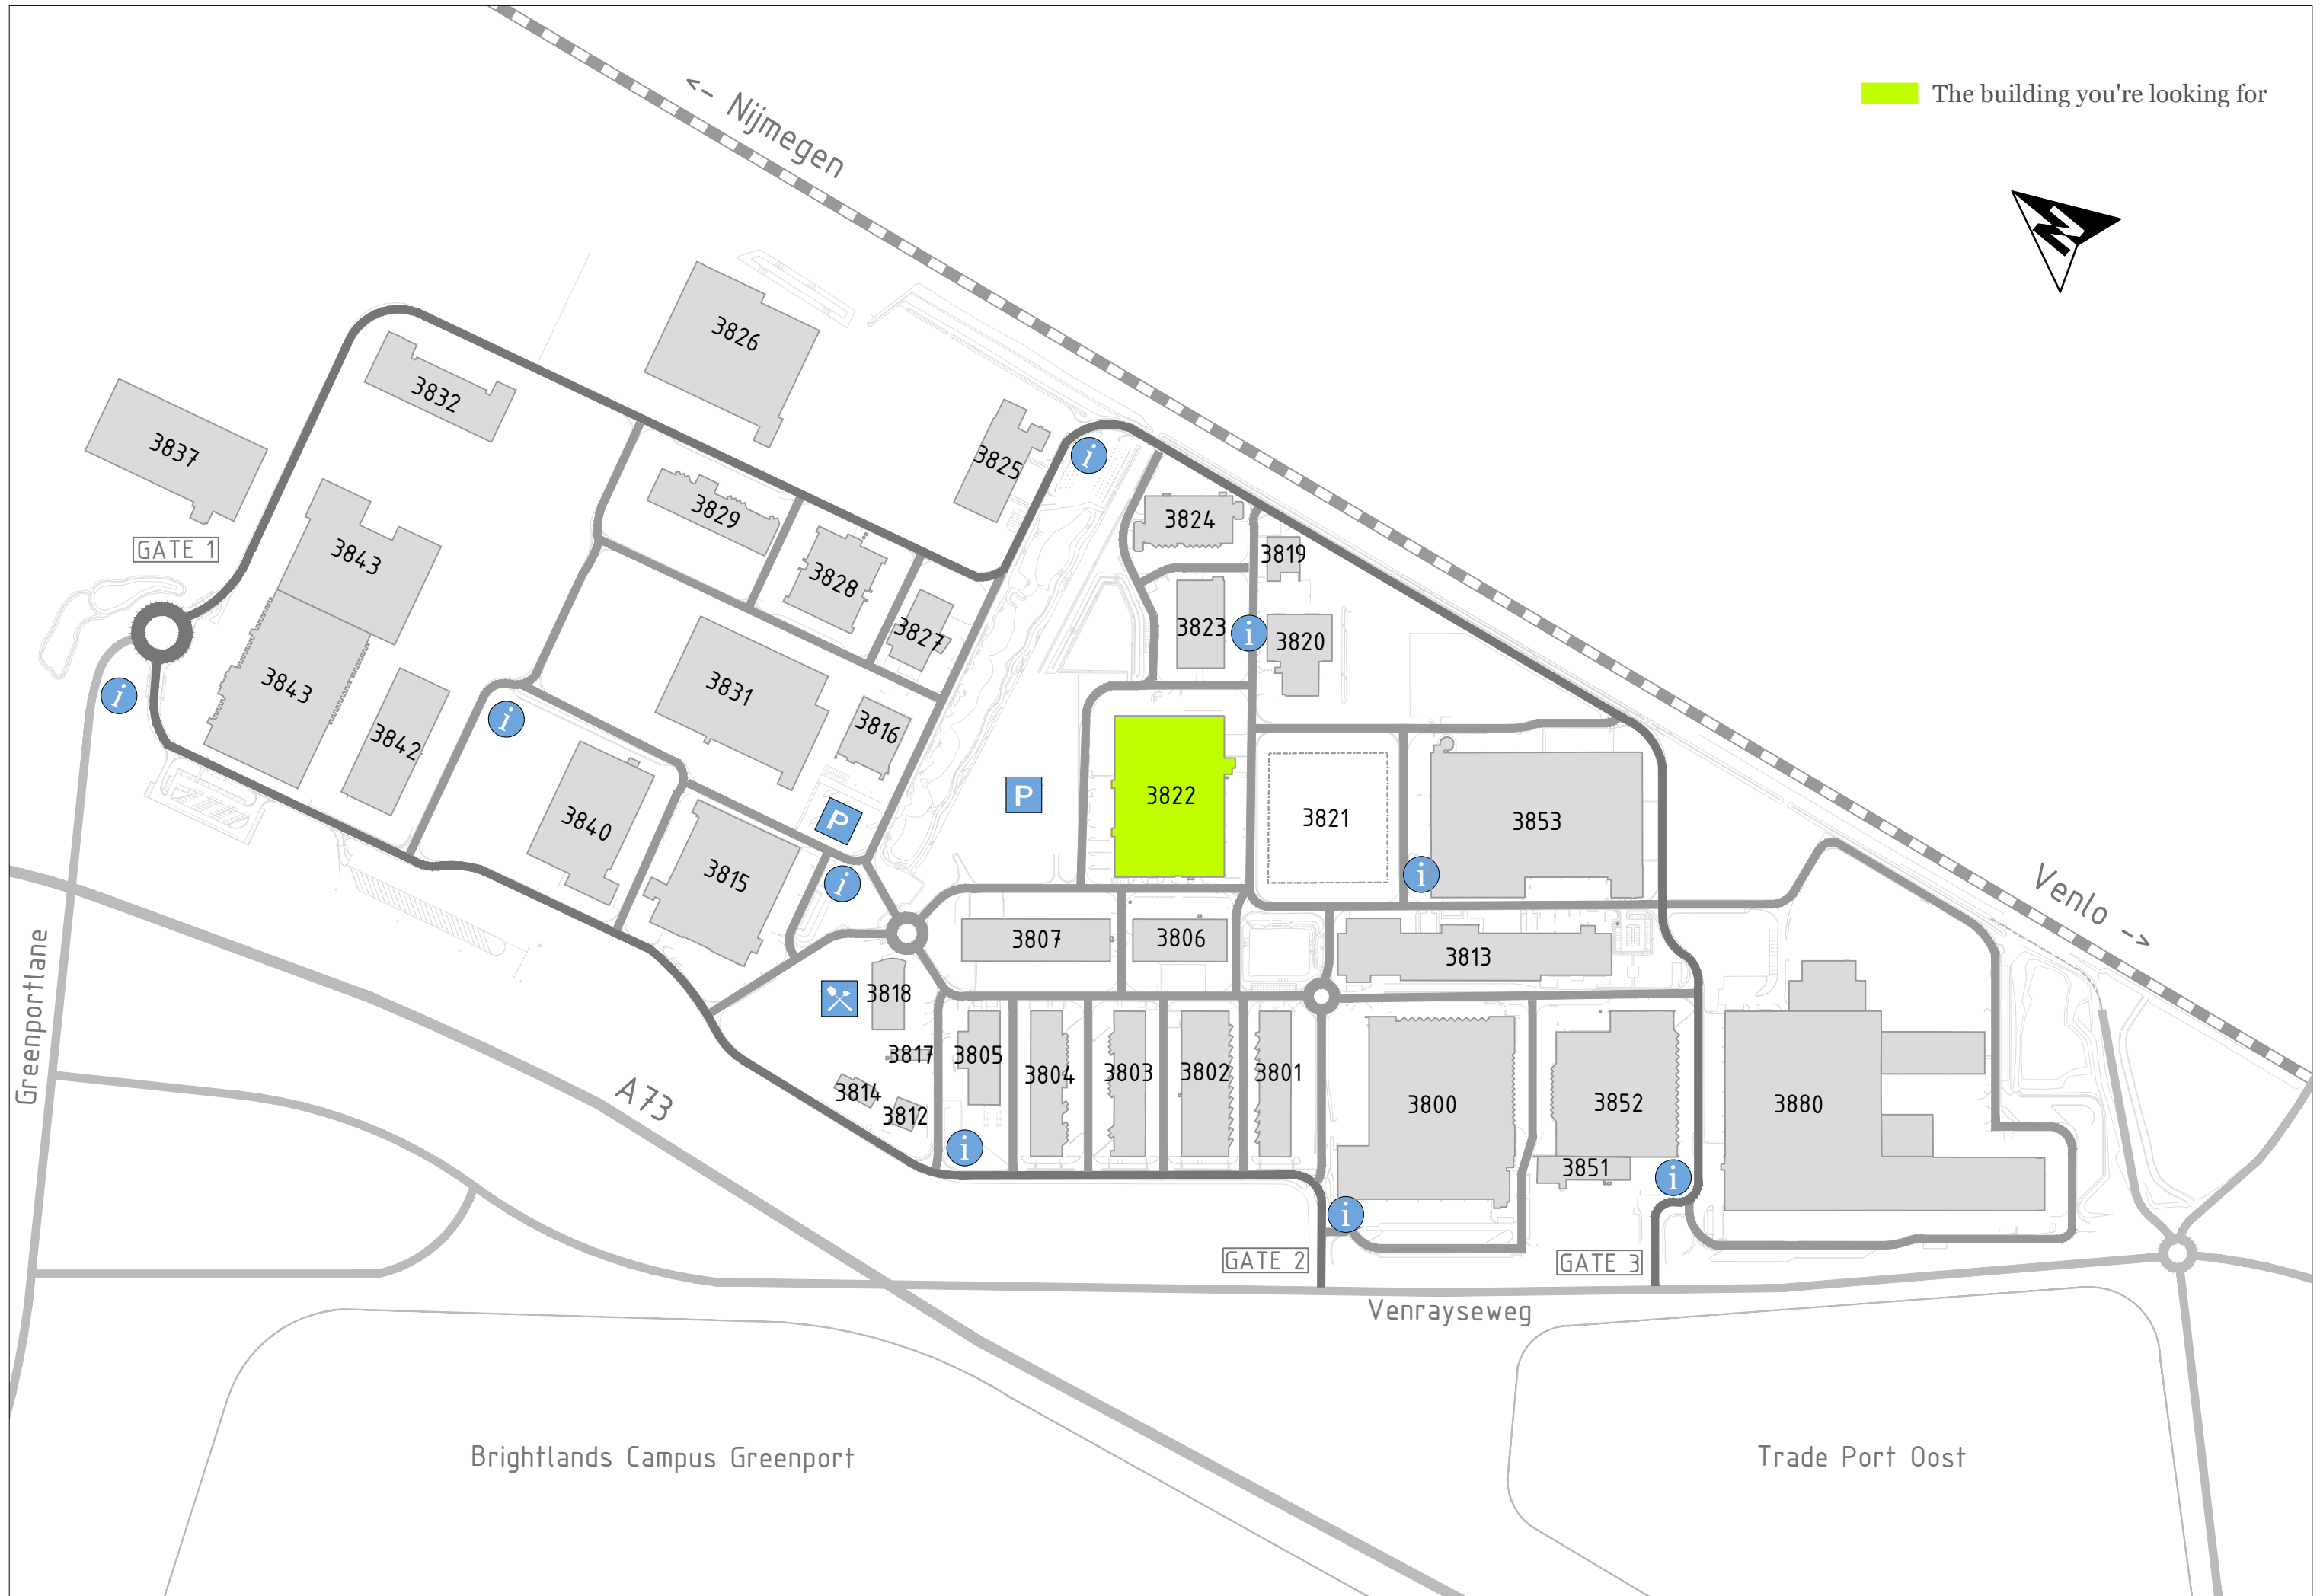 <- Nijmegen
The building you're looking for
N
3826
3832
3837
3825
3829
3824
GATE 1
3843
3819
3828
3823
3827
3820
3843
3831
3816
3842
i
i
i
i
P
P
3822
3821
3853
3840
3815
i
i
Venlo ->
3807
3806
3813
3818
Greenportlane
3817
3805
3804
3803
3802
3801
3800
3852
3880
A73
3814
3812
i
3851
i
i
GATE 2
GATE 3
Venrayseweg
Brightlands Campus Greenport
Trade Port Oost